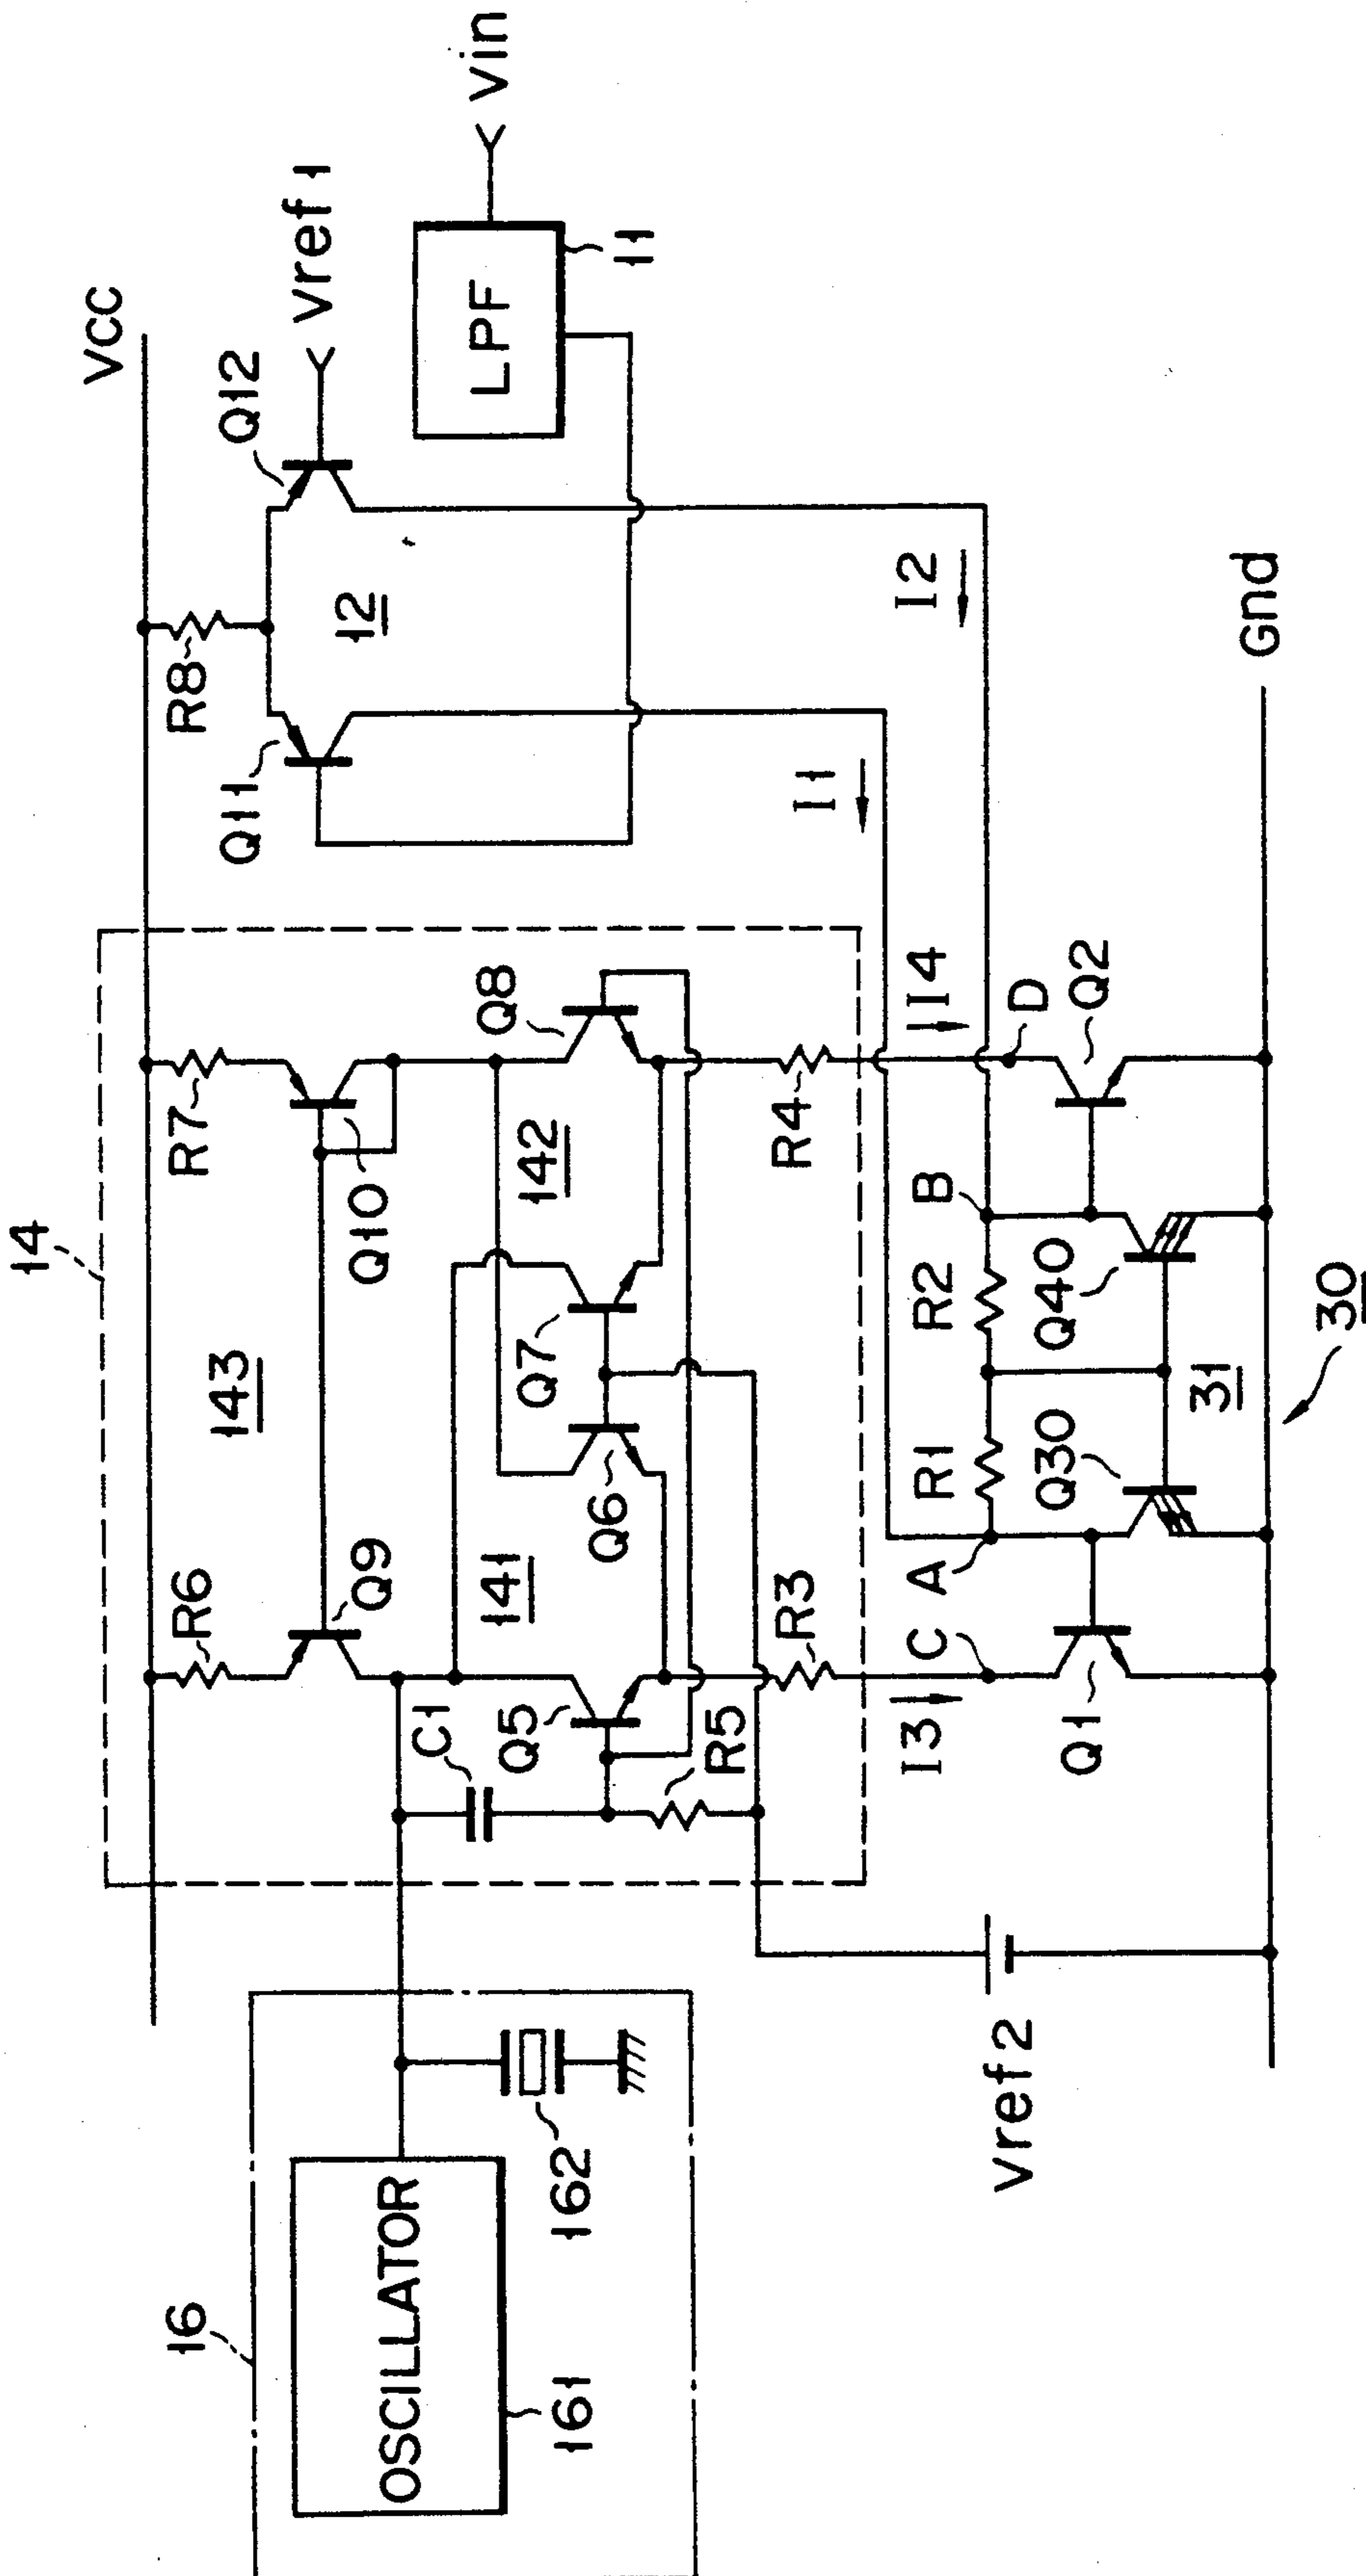 VCC
Vref1
Vin
LPF
11
Q12
12
R8
Q11
I2
I1
Gnd
14
R7
Q10
Q8
142
143
Q7
Q6
141
R6
Q9
C1
Q5
R5
R4
R3
I4
D
Q2
B
R2
Q40
R1
Q30
31
A
C
I3
Q1
30
16
OSCILLATOR
161
162
Vref2